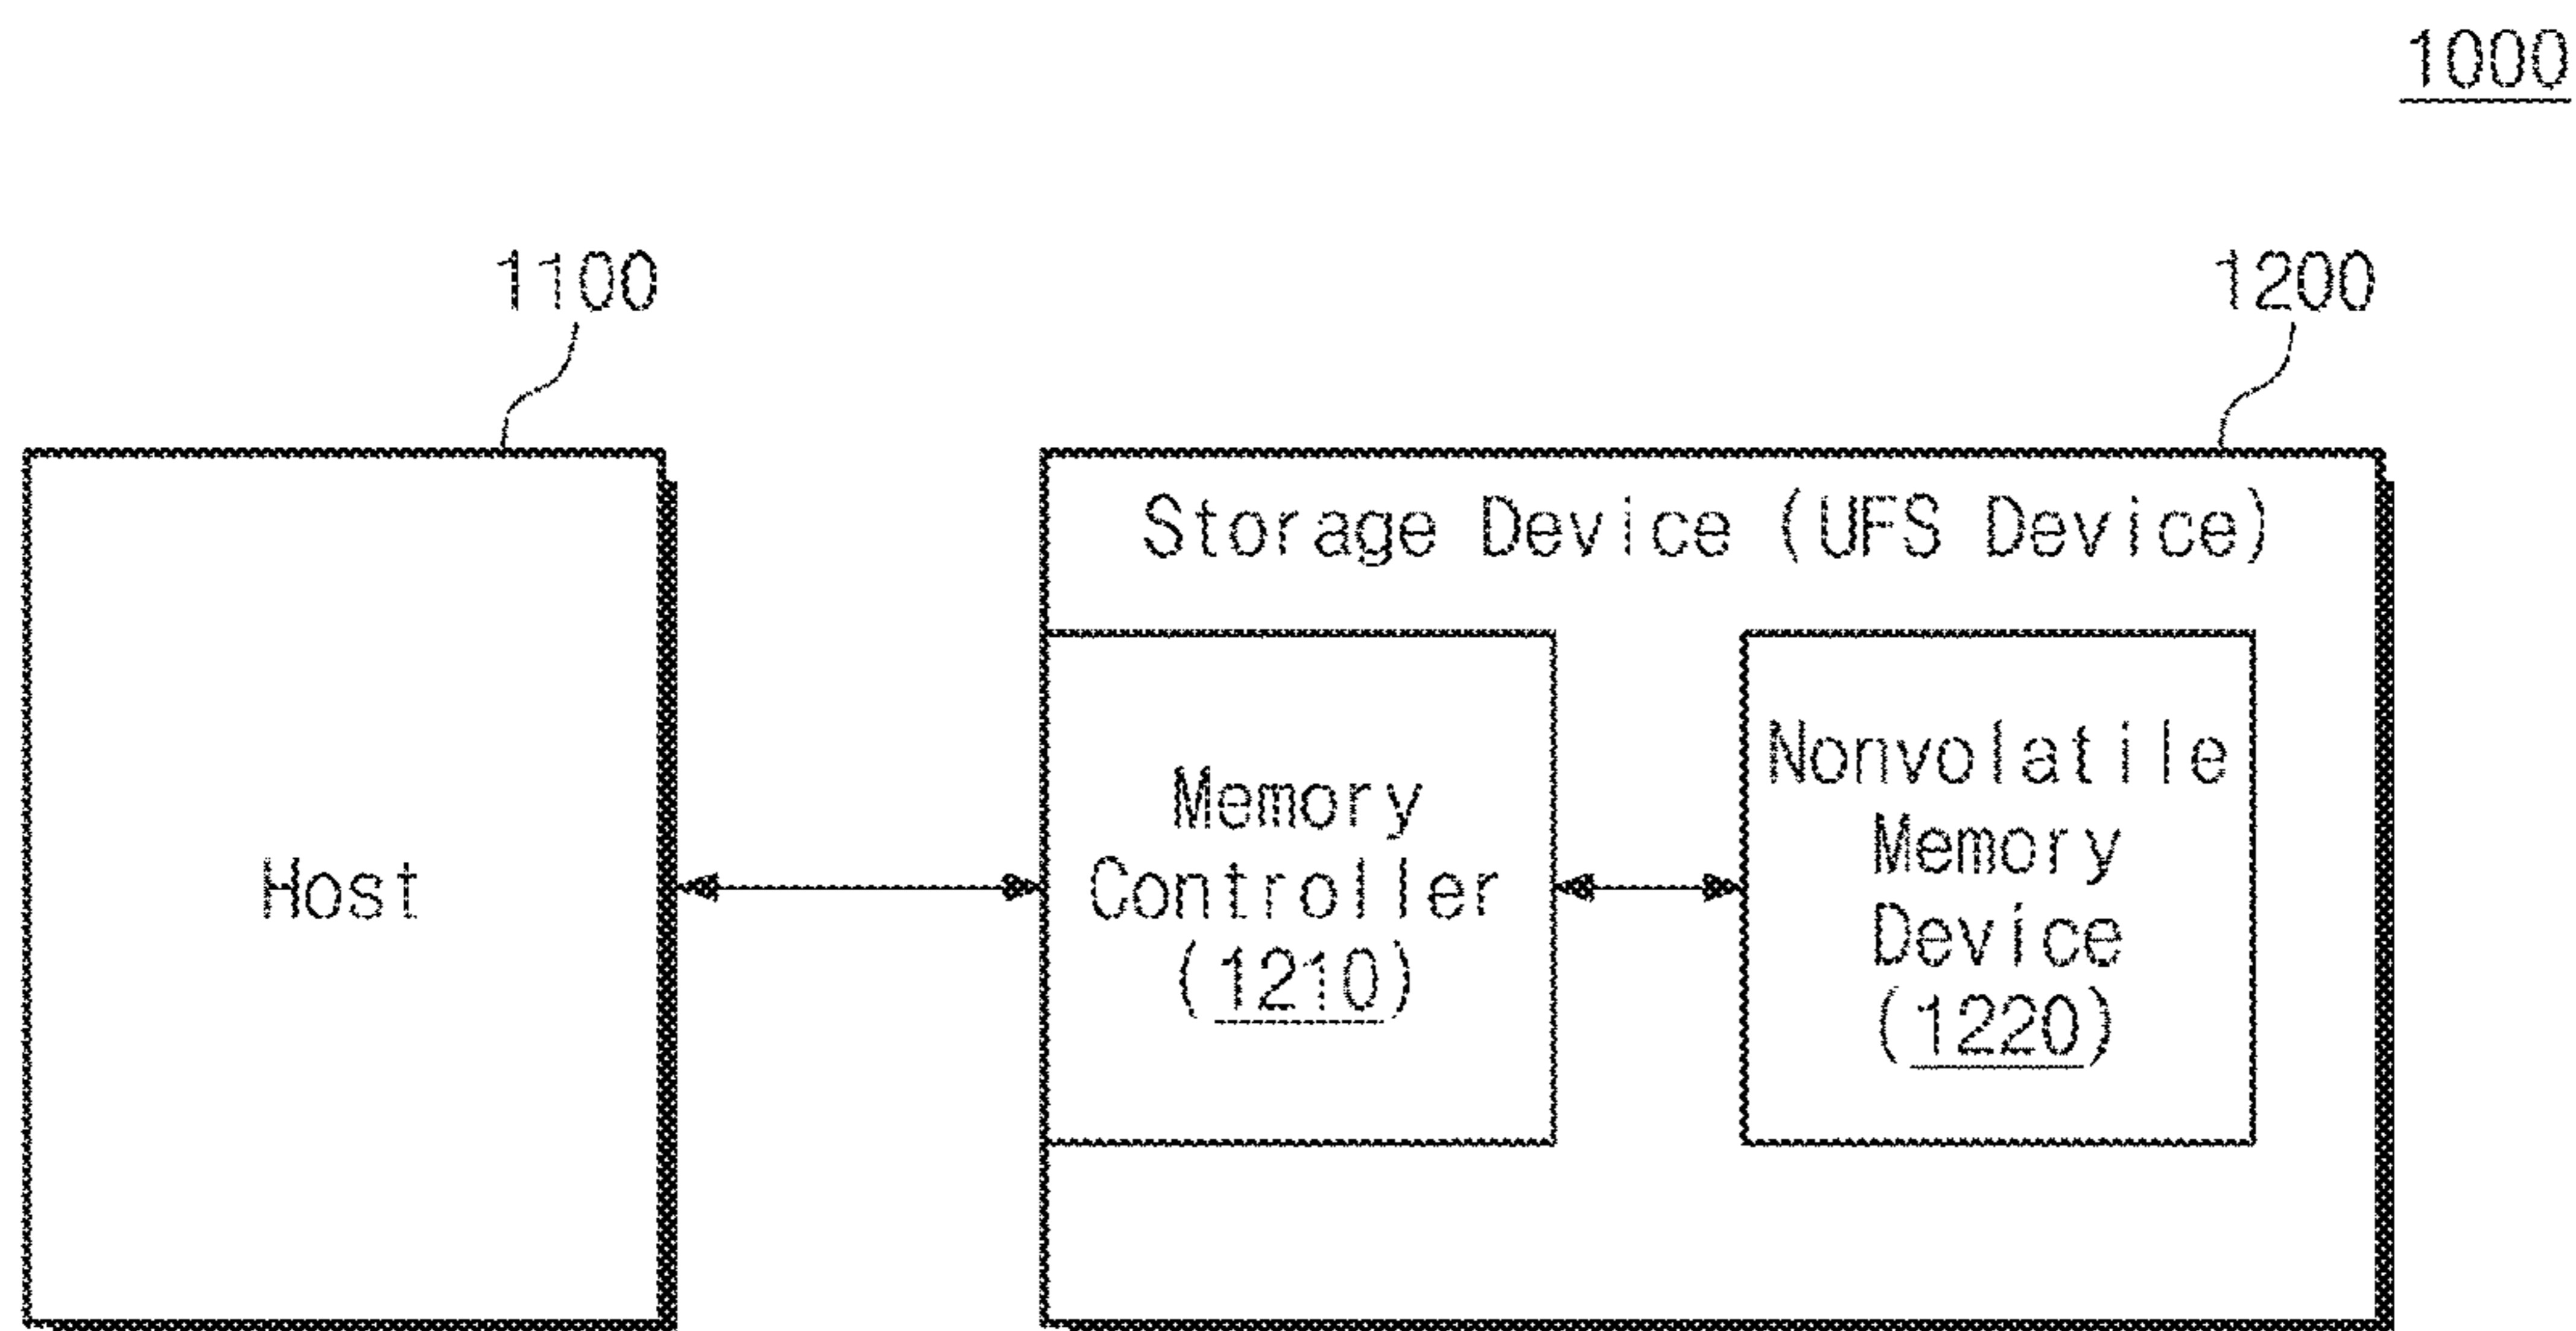 1000
1100
1200
Storage Device (UFS Device)
Host
Memory
Controller
(1210)
Nonvolatile
Memory
Device
(1220)